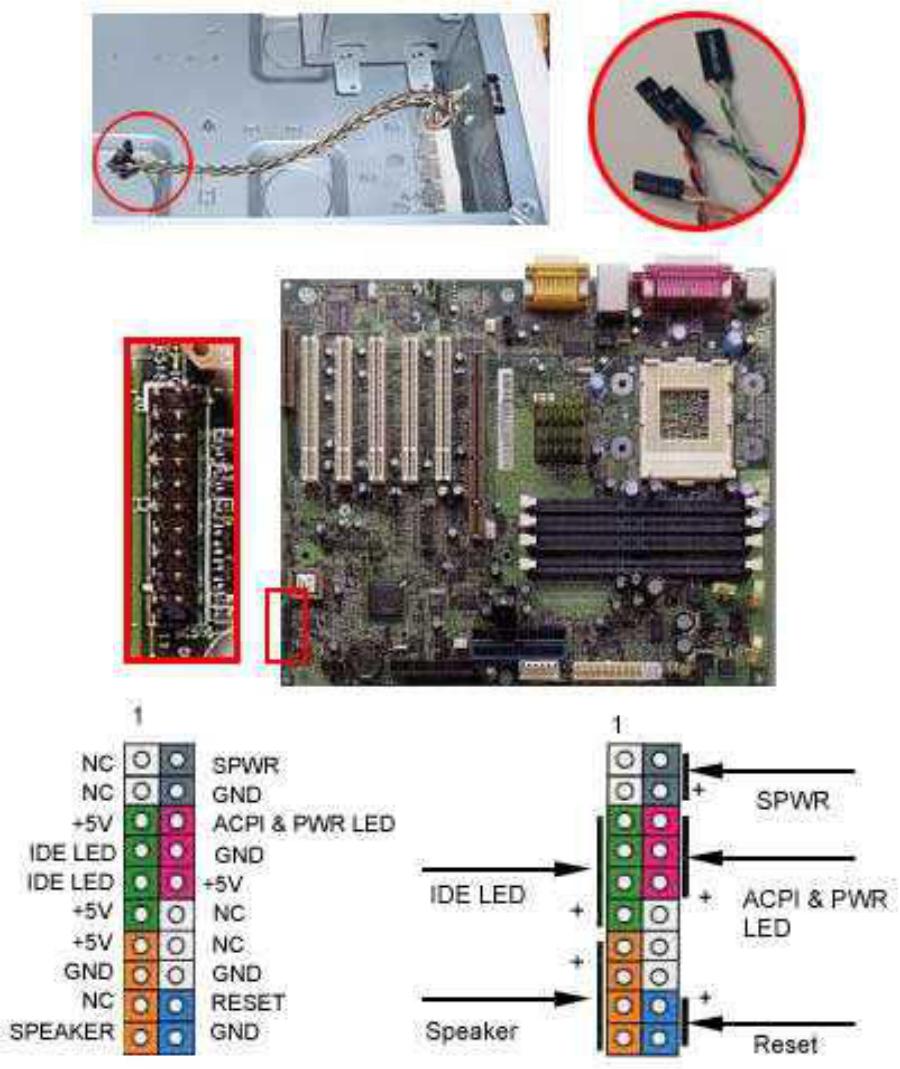 1
NC SPWR
NC GND
+5V ACPI & PWR LED
IDE LED GND
IDE LED +5V
+5V NC
+5V NC
GND GND
NC RESET
SPEAKER GND
1
+
SPWR
IDE LED
+
+
ACPI & PWR
LED
+
Speaker
+
Reset